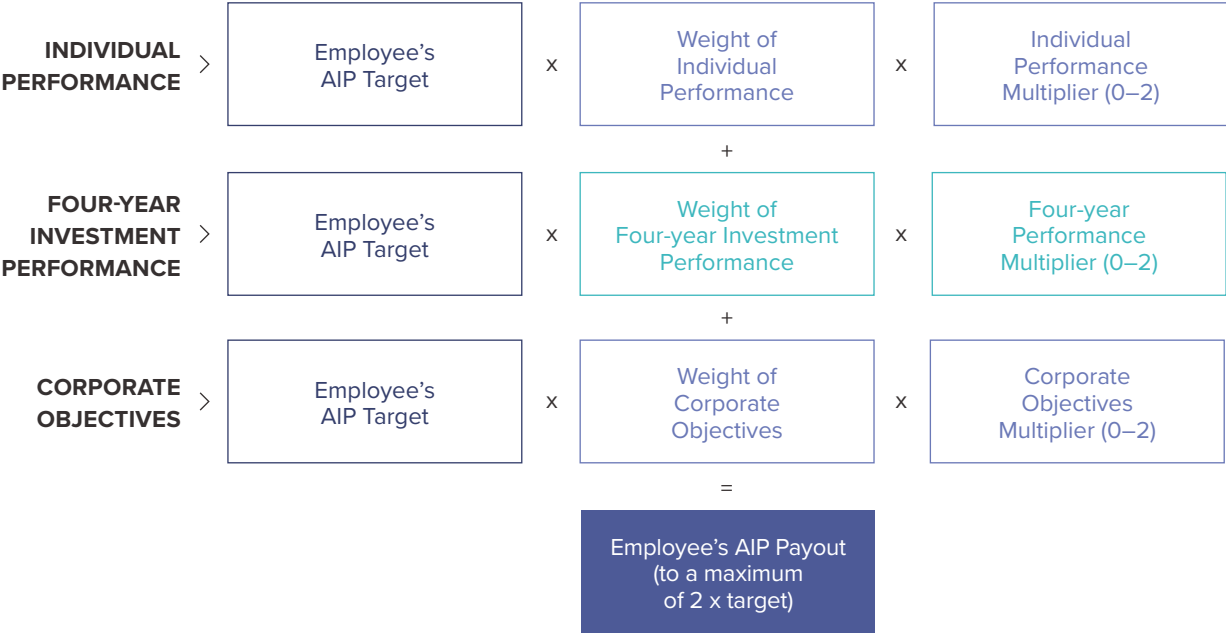 INDIVIDUAL
PERFORMANCE
>
Employee's
AIP Target
x
Weight of
Individual
Performance
x
Individual
Performance
Multiplier (0–2)
+
FOUR-YEAR
INVESTMENT
PERFORMANCE
>
Employee's
AIP Target
x
Weight of
Four-year Investment
Performance
x
Four-year
Performance
Multiplier (0–2)
+
CORPORATE
OBJECTIVES
>
Employee's
AIP Target
x
Weight of
Corporate
Objectives
x
Corporate
Objectives
Multiplier (0–2)
=
Employee's AIP Payout
(to a maximum
of 2 x target)